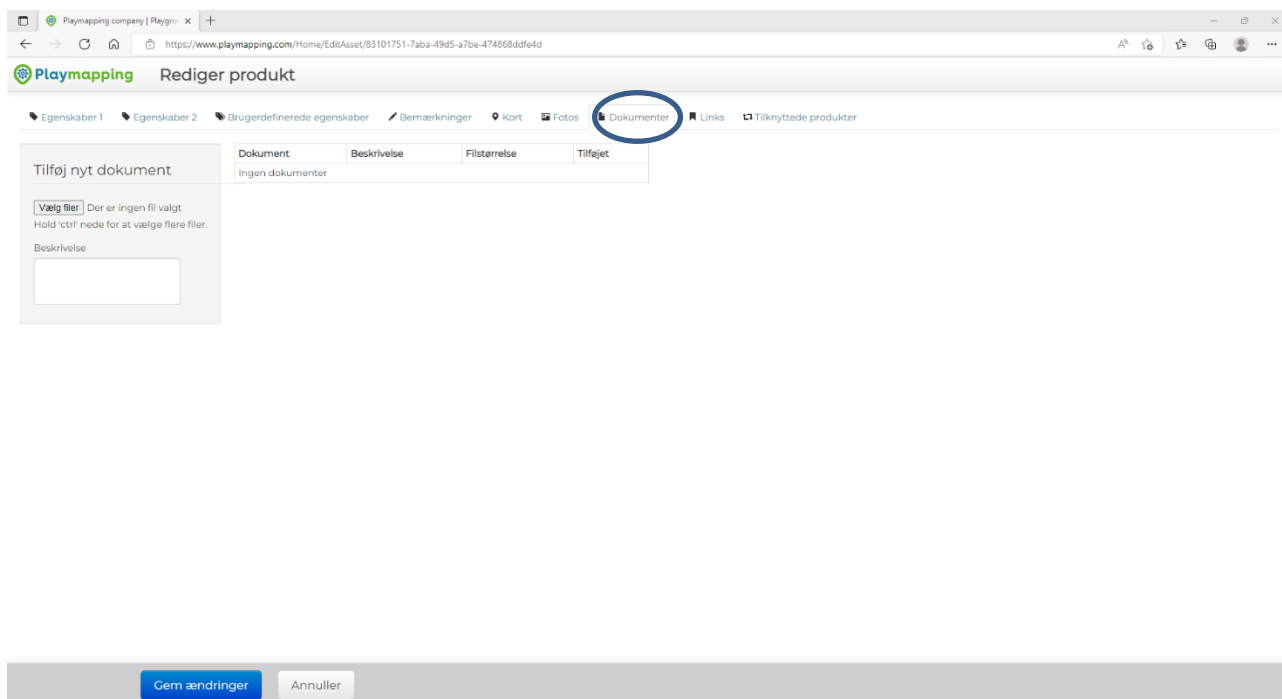 Playmapping company | Playgro
https://www.playmapping.com/Home/EditAsset/83101751-7aba-49d5-a7be-474868ddfe4d
Playmapping Rediger produkt
Egenskaber 1 Egenskaber 2 Brugerdefinerede egenskaber Bemærkninger Kort Fotos Dokumenter Links Tilknyttede produkter
Tilføj nyt dokument
Vælg filer Der er ingen fil valgt
Hold 'ctrl' nede for at vælge flere filer.
Beskrivelse
Dokument Beskrivelse Filstørrelse Tilføjet
Ingen dokumenter
Gem ændringer Annuller